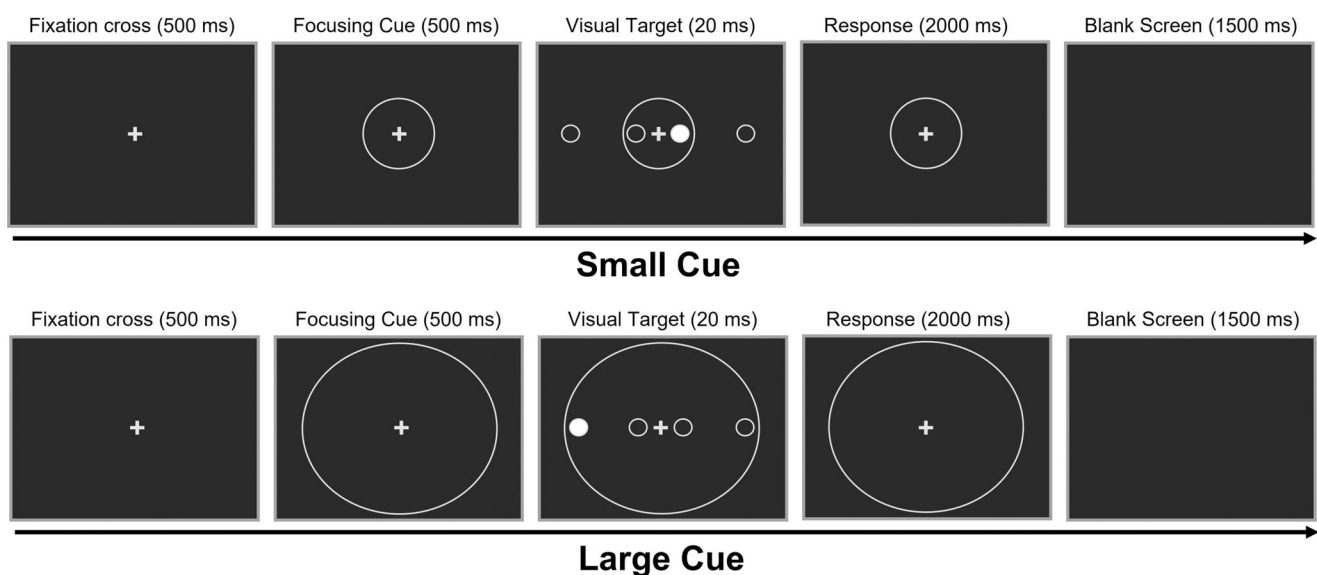 Fixation cross (500 ms) Focusing Cue (500 ms) Visual Target (20 ms) Response (2000 ms) Blank Screen (1500 ms)
Small Cue
Fixation cross (500 ms) Focusing Cue (500 ms) Visual Target (20 ms) Response (2000 ms) Blank Screen (1500 ms)
Large Cue